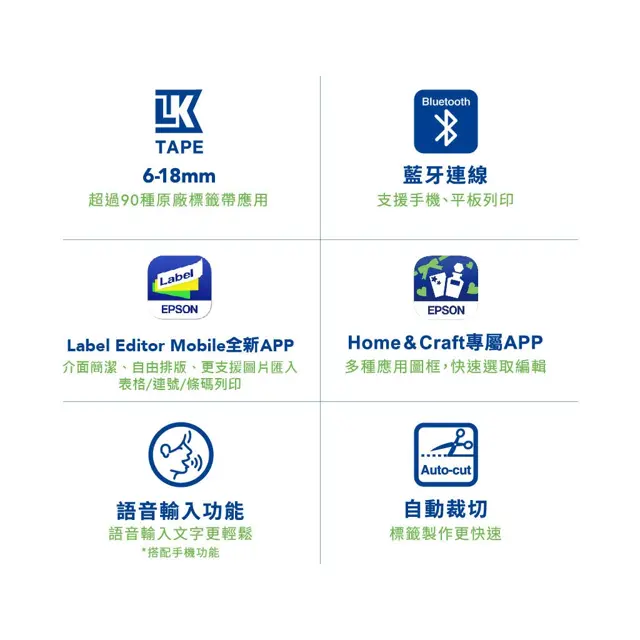 LK
TAPE
6-18mm
超過90種原廠標籤帶應用
Bluetooth
藍牙連線
支援手機、平板列印
Label
EPSON
Label Editor Mobile全新APP
介面簡潔、自由排版、更支援圖片匯入
表格/連號/條碼列印
EPSON
Home＆Craft專屬APP
多種應用圖框,快速選取編輯
語音輸入功能
語音輸入文字更輕鬆
*搭配手機功能
Auto-cut
自動裁切
標籤製作更快速